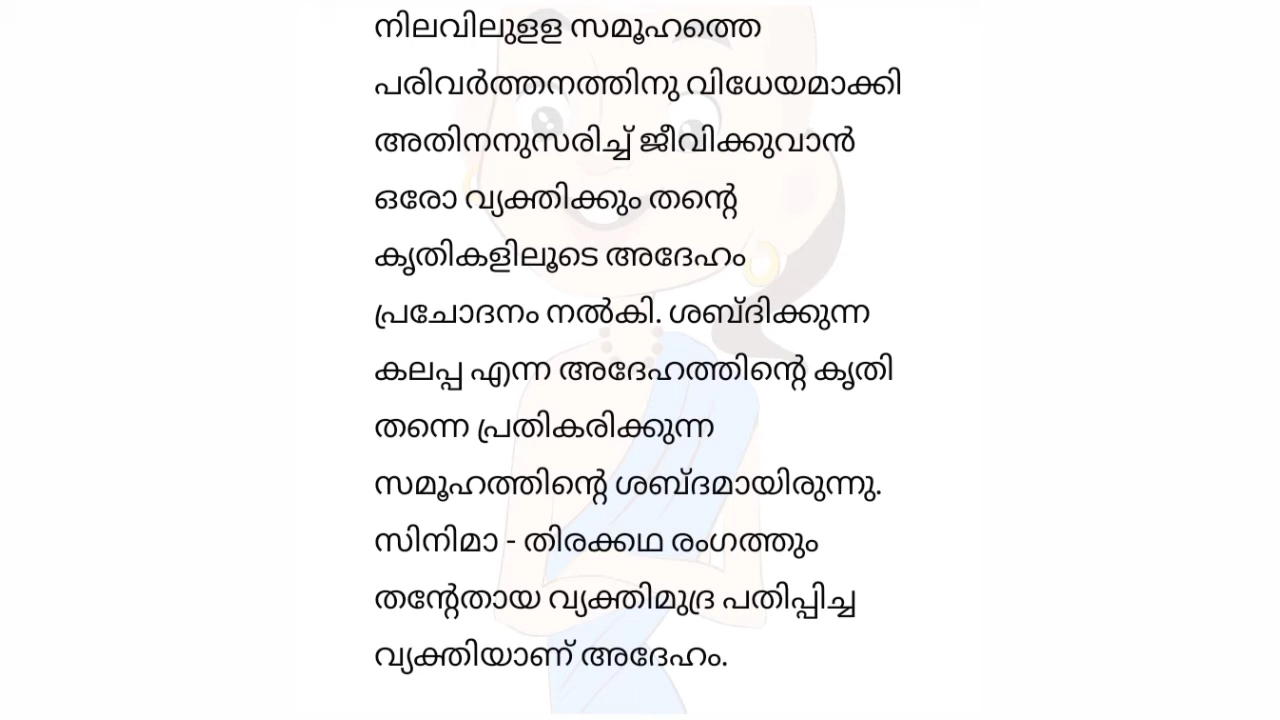 നിലവിലുളള സമൂഹത്തെ
പരിവർത്തനത്തിനു വിധേയമാക്കി
അതിനനുസരിച്ച് ജീവിക്കുവാൻ
ഒരോ വ്യക്തിക്കും തന്റെ
കൃതികളിലൂടെ അദേഹം
പ്രചോദനം നൽകി. ശബ്ദിക്കുന്ന
കലപ്പ എന്ന അദേഹത്തിന്റെ കൃതി
തന്നെ പ്രതികരിക്കുന്ന
സമൂഹത്തിന്റെ ശബ്ദമായിരുന്നു.
സിനിമാ - തിരക്കഥ രംഗത്തും
തന്റേതായ വ്യക്തിമുദ്ര പതിപ്പിച്ച
വ്യക്തിയാണ് അദേഹം.